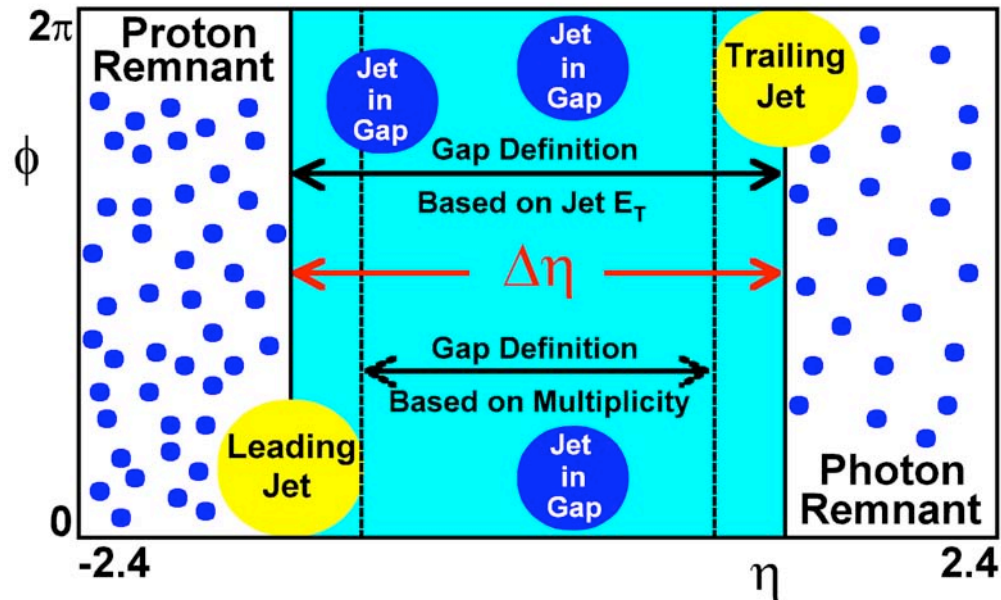 2π
Proton
Remnant
Jet
in
Gap
Jet
in
Gap
Trailing
Jet
ϕ
Gap Definition
Based on Jet E_T
Δη
Gap Definition
Based on Multiplicity
Leading
Jet
Jet
in
Gap
Photon
Remnant
0
-2.4
η
2.4